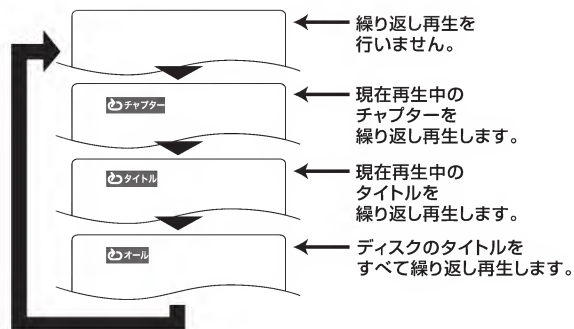 繰り返し再生を
行いません。
チャプター
現在再生中の
チャプターを
繰り返し再生します。
タイトル
現在再生中の
タイトルを
繰り返し再生します。
オール
ディスクのタイトルを
すべて繰り返し再生します。